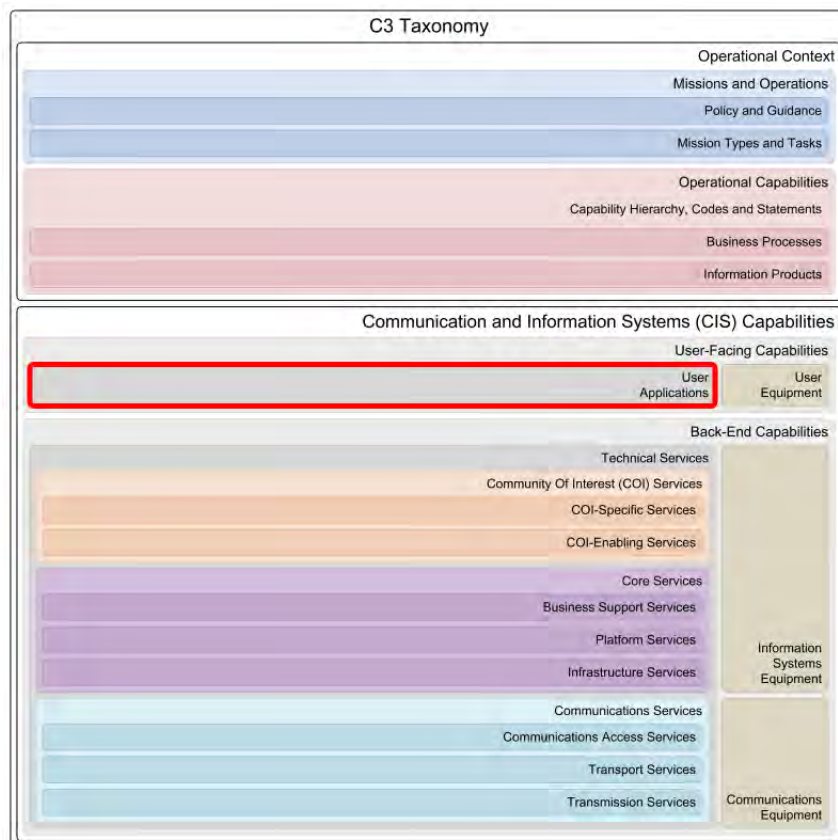 C3 Taxonomy
Operational Context
Missions and Operations
Policy and Guidance
Mission Types and Tasks
Operational Capabilities
Capability Hierarchy, Codes and Statements
Business Processes
Information Products
Communication and Information Systems (CIS) Capabilities
User-Facing Capabilities
User
Applications
User
Equipment
Back-End Capabilities
Technical Services
Community Of Interest (COI) Services
COI-Specific Services
COI-Enabling Services
Core Services
Business Support Services
Platform Services
Infrastructure Services
Information
Systems
Equipment
Communications Services
Communications Access Services
Transport Services
Transmission Services
Communications
Equipment